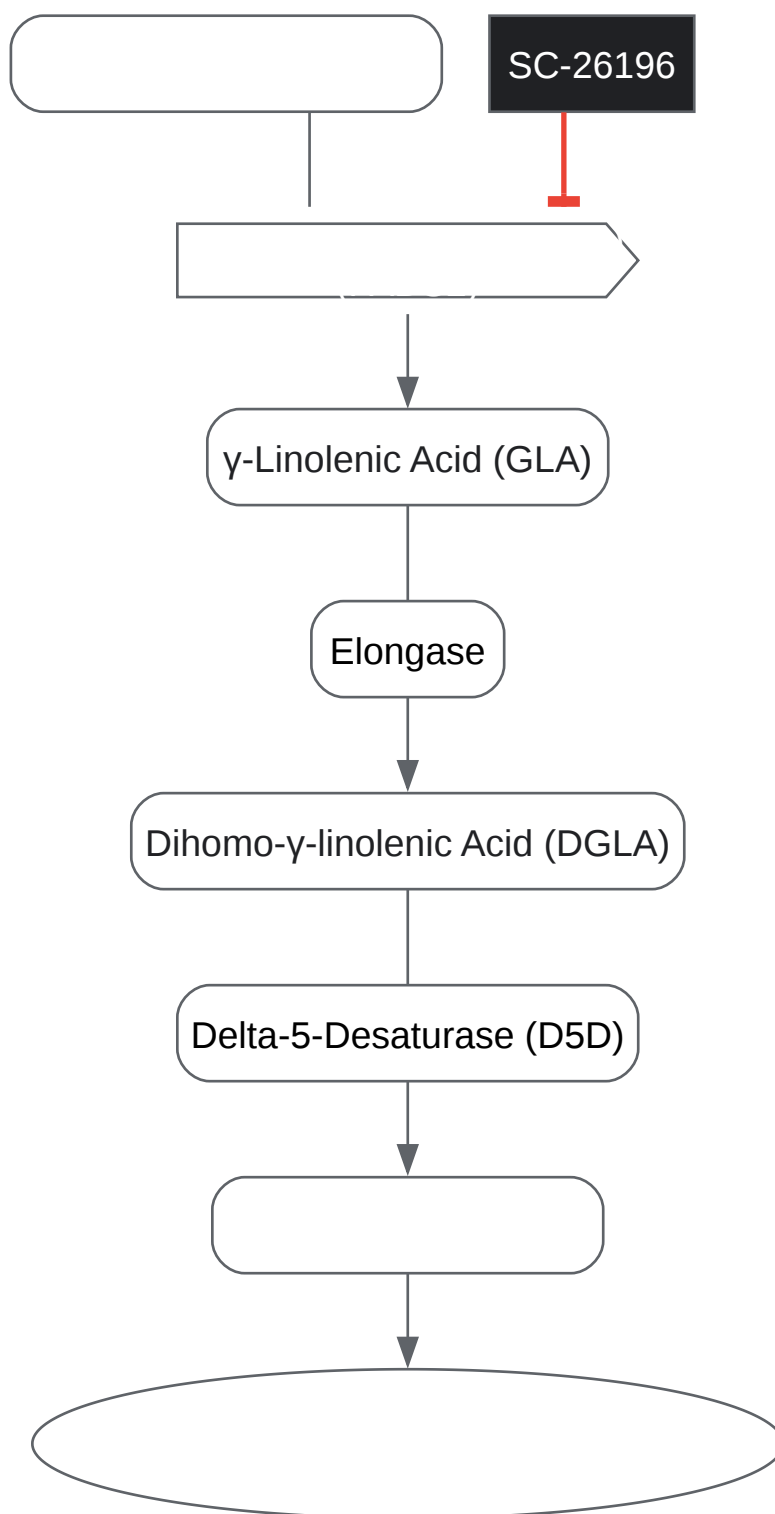 SC-26196
γ-Linolenic Acid (GLA)
Elongase
Dihomo-γ-linolenic Acid (DGLA)
Delta-5-Desaturase (D5D)